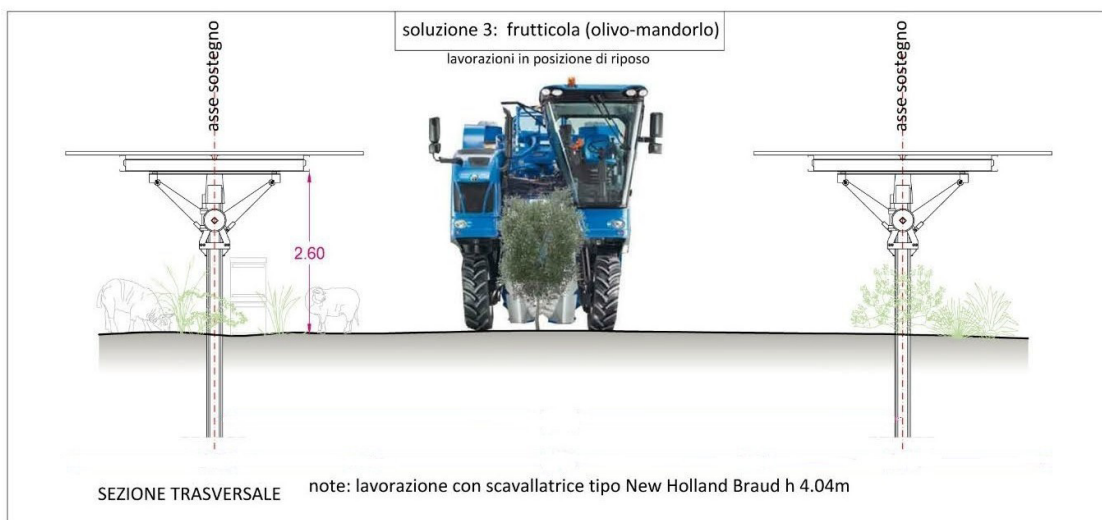 soluzione 3: frutticola (olivo-mandorlo)
lavorazioni in posizione di riposo
asse sostegno
asse sostegno
2.60
SEZIONE TRASVERSALE
note: lavorazione con scavallatrice tipo New Holland Braud h 4.04m